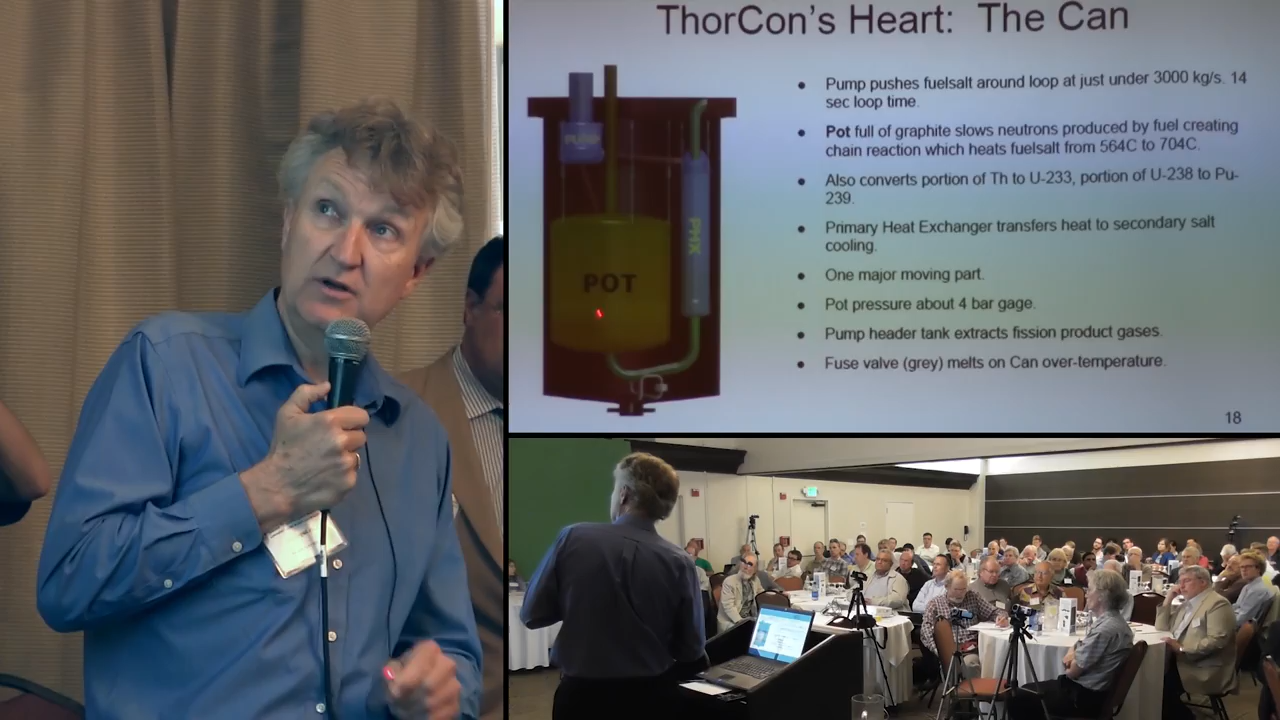 ThorCon's Heart: The Can
Pump pushes fuelsalt around loop at just under 3000 kg/s. 14
sec loop time.
Pot full of graphite slows neutrons produced by fuel creating
chain reaction which heats fuelsalt from 564C to 704C.
Also converts portion of Th to U-233, portion of U-238 to Pu-
239.
Primary Heat Exchanger transfers heat to secondary salt
cooling.
One major moving part.
Pot pressure about 4 bar gage.
Pump header tank extracts fission product gases.
Fuse valve (grey) melts on Can over-temperature.
PUMP
PHX
POT
18